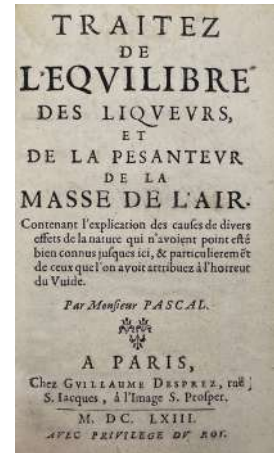 TRAITEZ
DE
L'EQVILIBRE
DES LIQVEVRS,
ET
DE LA PESANTEVR
DE LA
MASSE DE L'AIR.
Contenant l'explication des causes de divers
effets de la nature qui n'avoient point esté
bien connus jusques ici, & particulieremẽt
de ceux que l'on avoit attribuez à l'horreur
du Vuide.
Par Monsieur PASCAL.
A PARIS,
Chez GVILLAUME DESPREZ, ruë
S. Iacques, à l'Image S. Prosper.
M. DC. LXIII.
AVEC PRIVILEGE DV ROY.